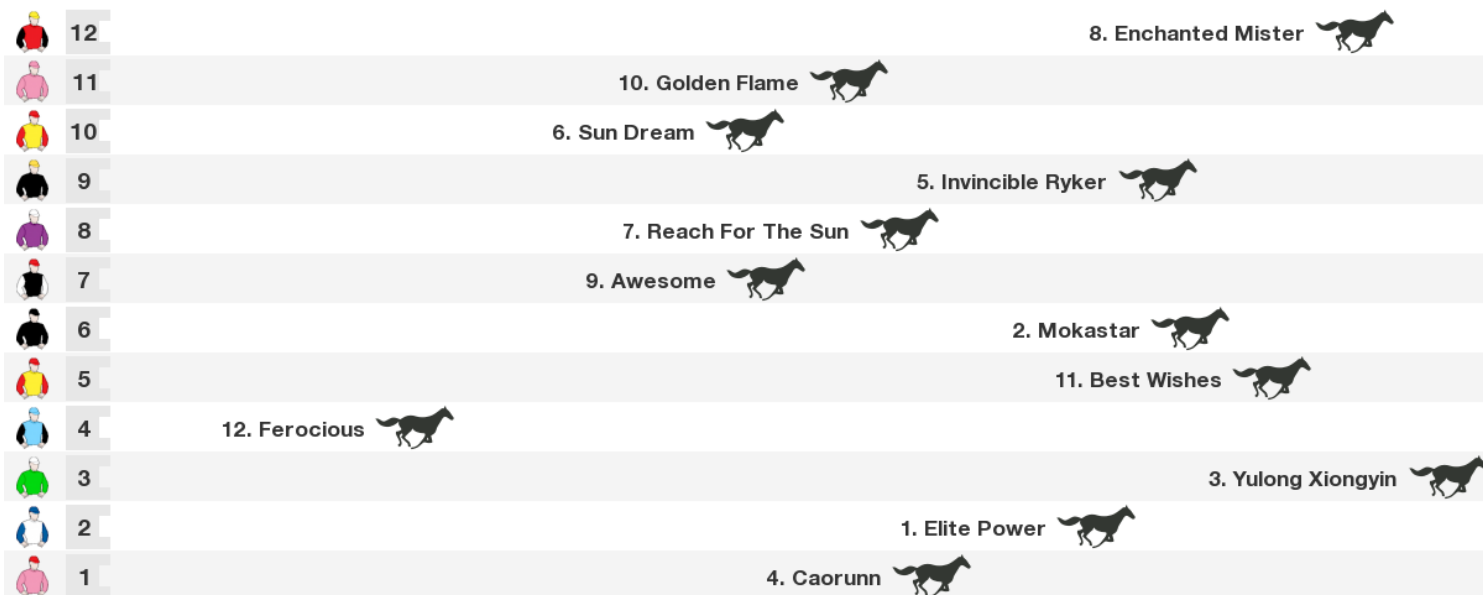 12 8. Enchanted Mister
11 10. Golden Flame
10 6. Sun Dream
9 5. Invincible Ryker
8 7. Reach For The Sun
7 9. Awesome
6 2. Mokastar
5 11. Best Wishes
4 12. Ferocious
3 3. Yulong Xiongyin
2 1. Elite Power
1 4. Caorunn